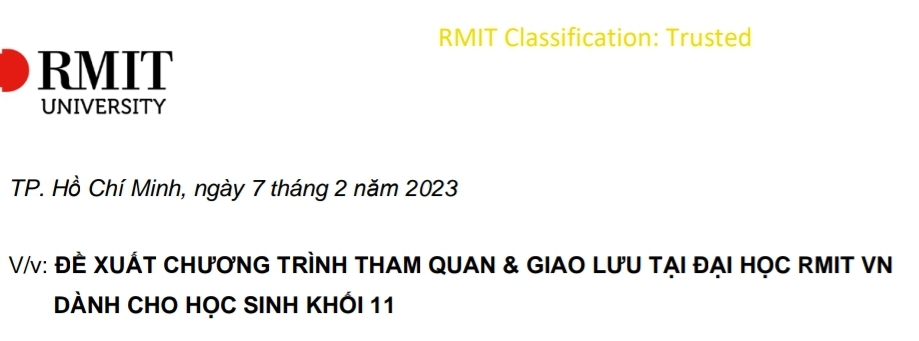 RMIT Classification: Trusted
RMIT
UNIVERSITY
TP. Hồ Chí Minh, ngày 7 tháng 2 năm 2023
V/v: ĐỀ XUẤT CHƯƠNG TRÌNH THAM QUAN & GIAO LƯU TẠI ĐẠI HỌC RMIT VN
DÀNH CHO HỌC SINH KHỐI 11